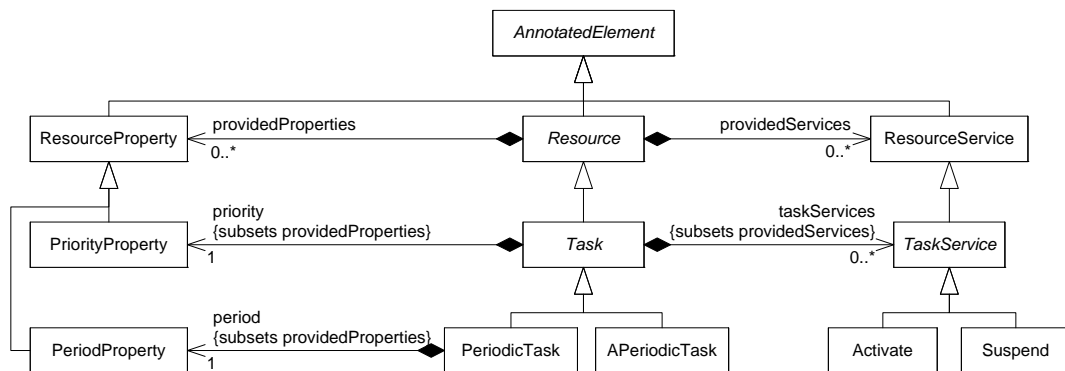 AnnotatedElement
ResourceProperty
providedProperties
0..*
Resource
providedServices
0..*
ResourceService
PriorityProperty
priority
{subsets providedProperties}
1
Task
taskServices
{subsets providedServices}
0..*
TaskService
PeriodProperty
period
{subsets providedProperties}
1
PeriodicTask
APeriodicTask
Activate
Suspend